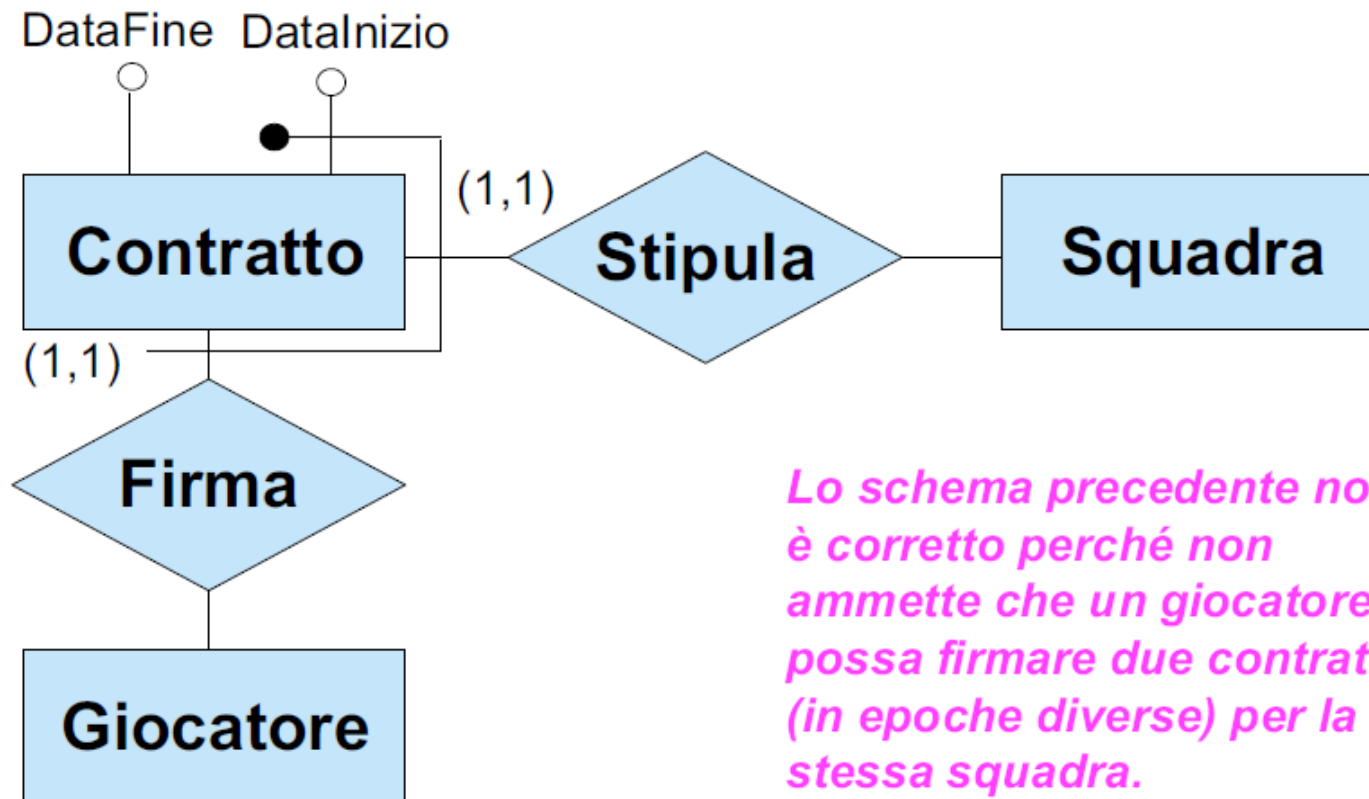 DataFine DataInizio
(1,1)
Contratto
Stipula
Squadra
(1,1)
Firma
Lo schema precedente no
è corretto perché non
ammette che un giocatore
possa firmare due contrat
(in epoche diverse) per la
stessa squadra.
Giocatore